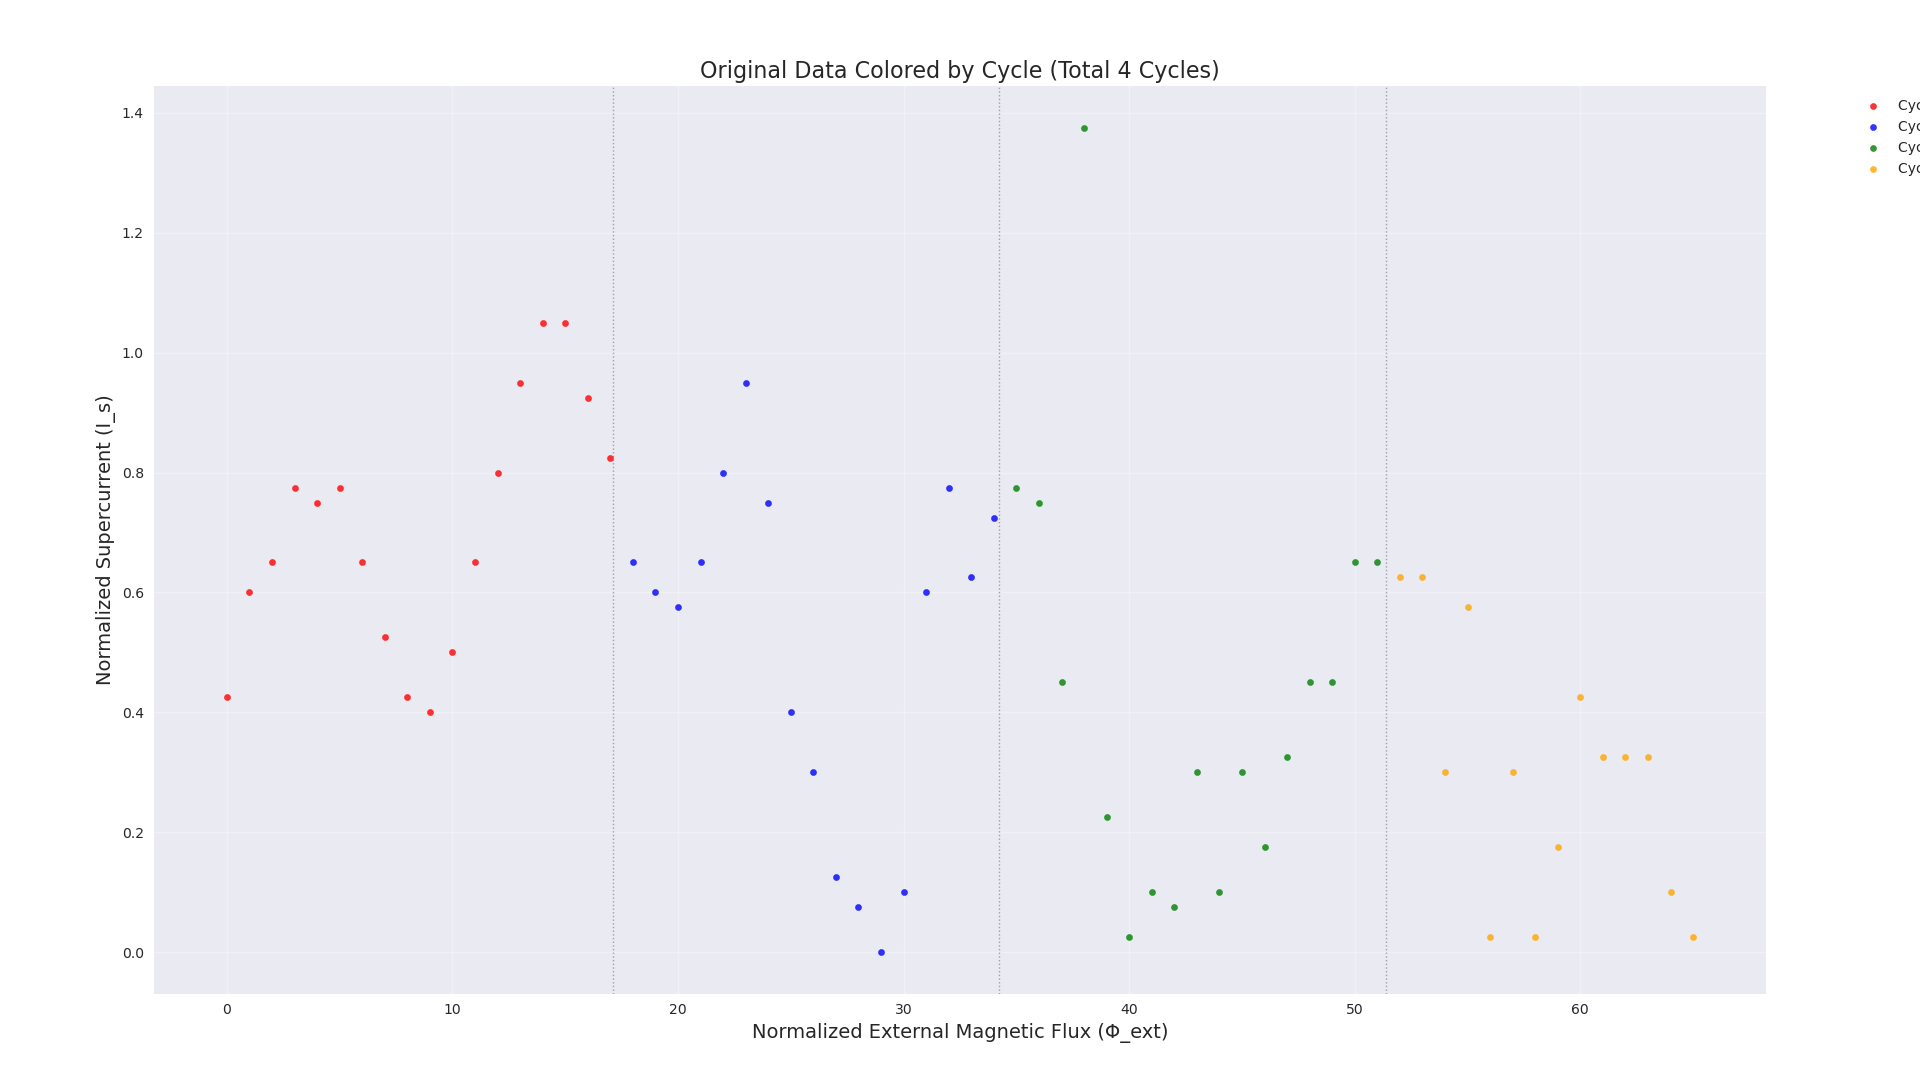 Original Data Colored by Cycle (Total 4 Cycles)
1.4
1.2
1.0
0.8
0.6
0.4
0.2
0.0
Normalized Supercurrent (I_s)
0 10 20 30 40 50 60
Normalized External Magnetic Flux (Φ_ext)
Cyc
Cyc
Cyc
Cyc